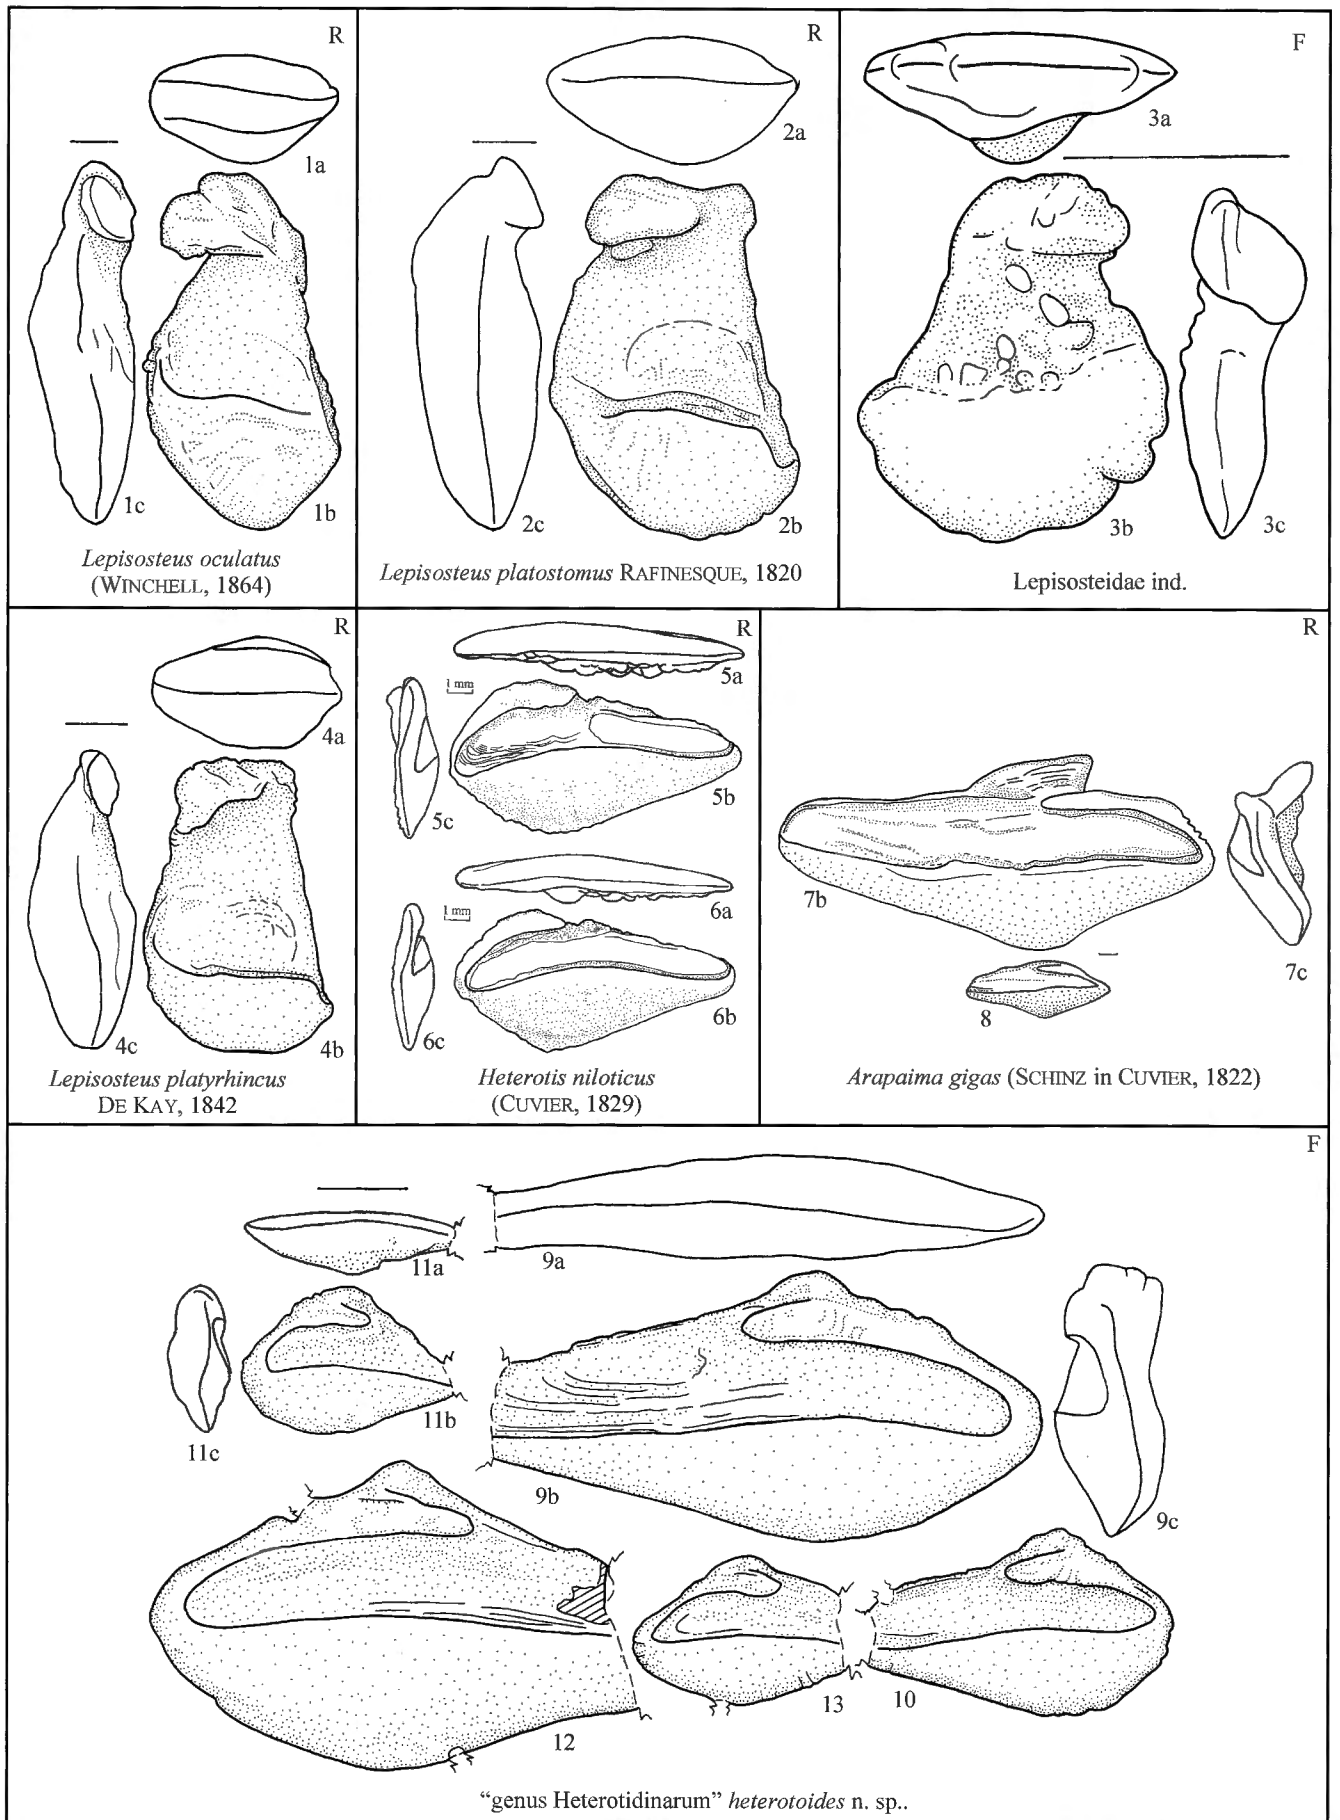 R
1a
1c
1b
Lepisosteus oculatus
(WINCHELL, 1864)
R
2a
2c
2b
Lepisosteus platostomus RAFINESQUE, 1820
F
3a
3b
3c
Lepisosteidae ind.
R
4a
4c
4b
Lepisosteus platyrhincus
DE KAY, 1842
R
5a
1 mm
5b
5c
6a
1 mm
6b
6c
Heterotis niloticus
(CUVIER, 1829)
R
7b
7c
8
Arapaima gigas (SCHINZ in CUVIER, 1822)
F
11a
9a
11b
11c
9b
9c
12
13
10
“genus Heterotidinarum” heterotoides n. sp..